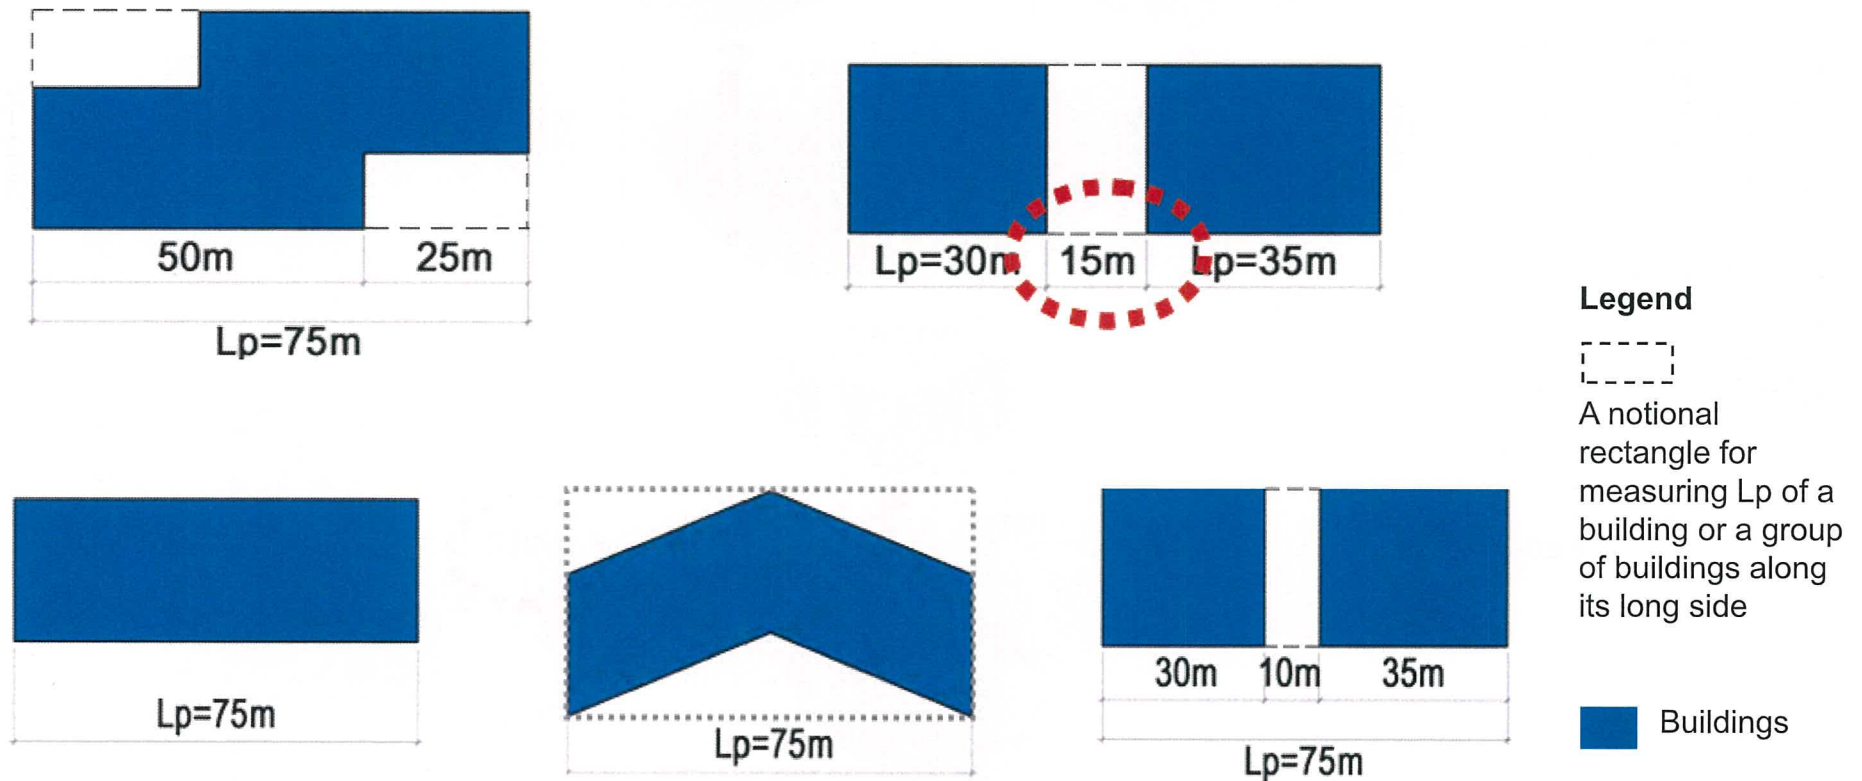 50m 25m
Lp=75m
Lp=30m 15m Lp=35m
Legend
A notional
rectangle for
measuring Lp of a
building or a group
of buildings along
its long side
Buildings
Lp=75m
Lp=75m
30m 10m 35m
Lp=75m